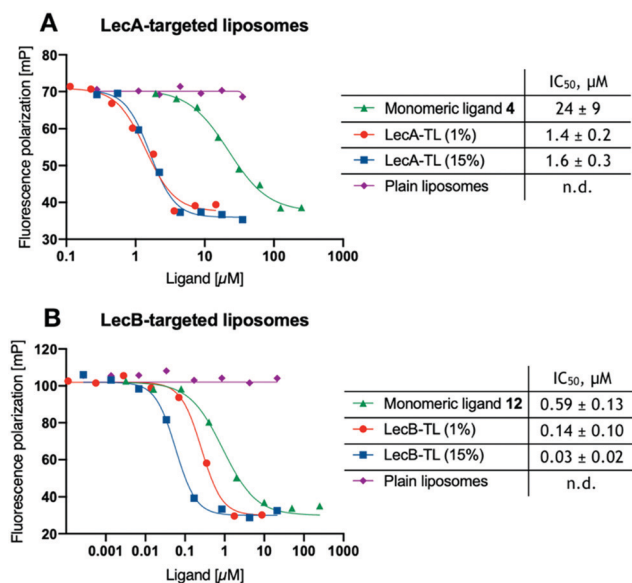 A
LecA-targeted liposomes
Fluorescence polarization [mP]
80
70
60
50
40
30
0.1 1 10 100 1000
Ligand [µM]
IC50, µM
Monomeric ligand 4 24 ± 9
LecA-TL (1%) 1.4 ± 0.2
LecA-TL (15%) 1.6 ± 0.3
Plain liposomes n.d.
B
LecB-targeted liposomes
Fluorescence polarization [mP]
120
100
80
60
40
20
0.001 0.01 0.1 1 10 100 1000
Ligand [µM]
IC50, µM
Monomeric ligand 12 0.59 ± 0.13
LecB-TL (1%) 0.14 ± 0.10
LecB-TL (15%) 0.03 ± 0.02
Plain liposomes n.d.